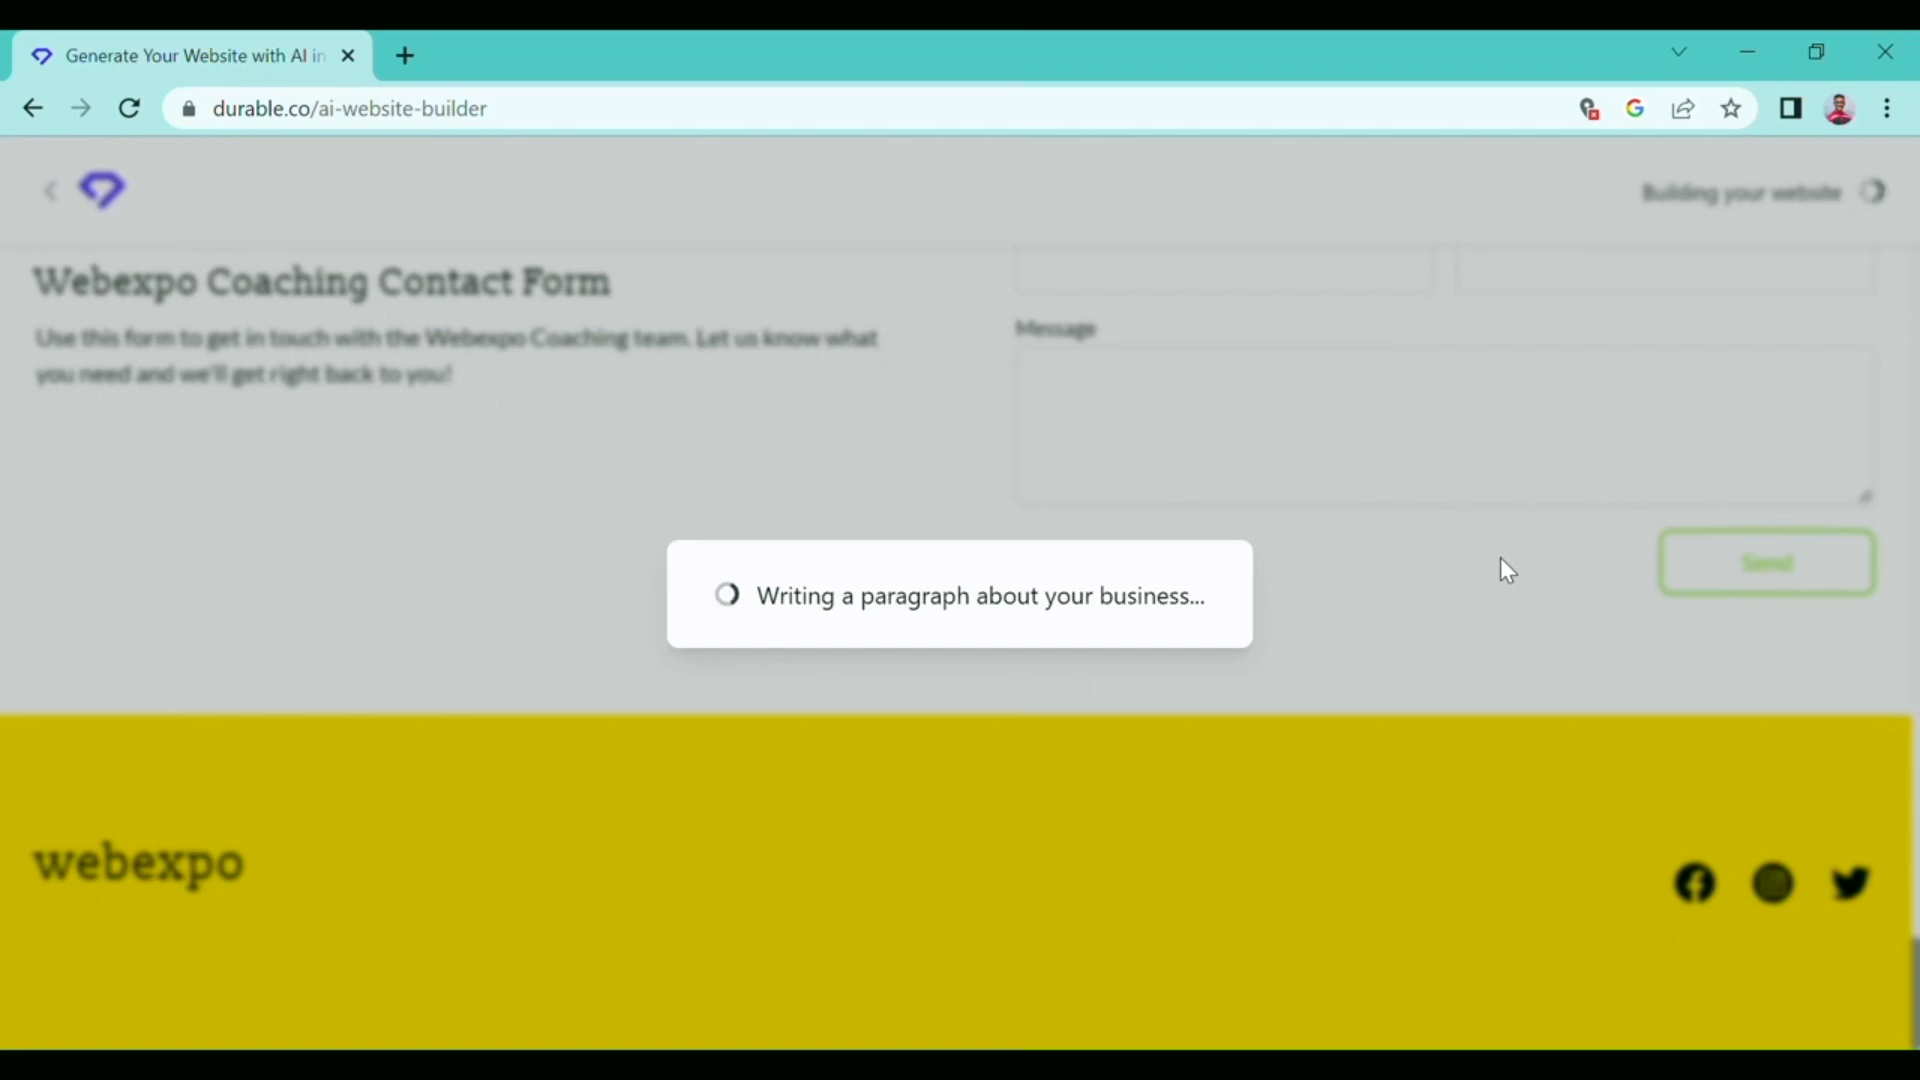 Generate Your Website with AI in
durable.co/ai-website-builder
Building your website
Webexpo Coaching Contact Form
Use this form to get in touch with the Webexpo Coaching team. Let us know what
you need and we'll get right back to you!
Message
Send
Writing a paragraph about your business...
webexpo